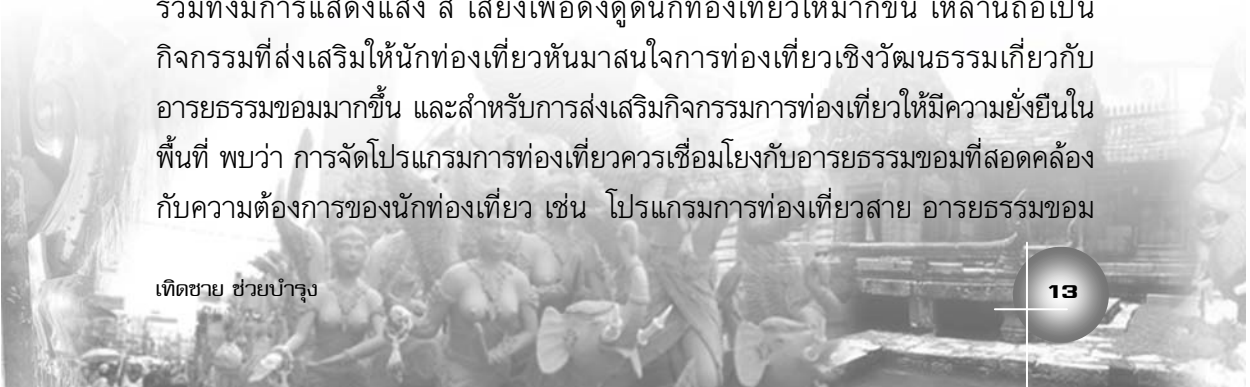 รวมทั้งมีการแสดงแสง สี เสียงเพื่อดึงดูดนักท่องเที่ยวให้มากขึ้น เหล่านี้ถือเป็น
กิจกรรมที่ส่งเสริมให้นักท่องเที่ยวหันมาสนใจการท่องเที่ยวเชิงวัฒนธรรมเกี่ยวกับ
อารยธรรมขอมมากขึ้น และสำหรับการส่งเสริมกิจกรรมการท่องเที่ยวให้มีความยั่งยืนใน
พื้นที่ พบว่า การจัดโปรแกรมการท่องเที่ยวควรเชื่อมโยงกับอารยธรรมขอมที่สอดคล้อง
กับความต้องการของนักท่องเที่ยว เช่น โปรแกรมการท่องเที่ยวสาย อารยธรรมขอม
เทิดชาย ช่วยบำรุง
13